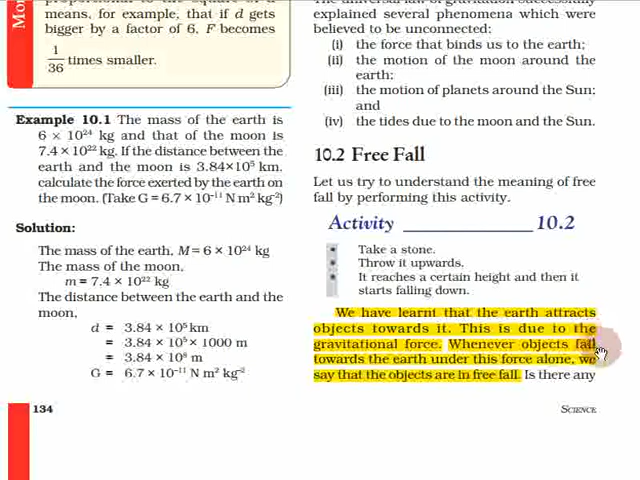 Mo
means, for example, that if d gets
bigger by a factor of 6, F becomes
1
36
times smaller.
Example 10.1 The mass of the earth is
6 × 10²⁴ kg and that of the moon is
7.4 × 10²² kg. If the distance between the
earth and the moon is 3.84×10⁵ km,
calculate the force exerted by the earth on
the moon. (Take G = 6.7 × 10⁻¹¹ N m² kg⁻²)
Solution:
The mass of the earth, M = 6 × 10²⁴ kg
The mass of the moon,
m = 7.4 × 10²² kg
The distance between the earth and the
moon,
d = 3.84 × 10⁵ km
= 3.84 × 10⁵ × 1000 m
= 3.84 × 10⁸ m
G = 6.7 × 10⁻¹¹ N m² kg⁻²
134
explained several phenomena which were
believed to be unconnected:
(i) the force that binds us to the earth;
(ii) the motion of the moon around the
earth;
(iii) the motion of planets around the Sun;
and
(iv) the tides due to the moon and the Sun.
10.2 Free Fall
Let us try to understand the meaning of free
fall by performing this activity.
Activity ______________ 10.2
• Take a stone.
• Throw it upwards.
• It reaches a certain height and then it
starts falling down.
We have learnt that the earth attracts
objects towards it. This is due to the
gravitational force. Whenever objects fall
towards the earth under this force alone, we
say that the objects are in free fall. Is there any
SCIENCE